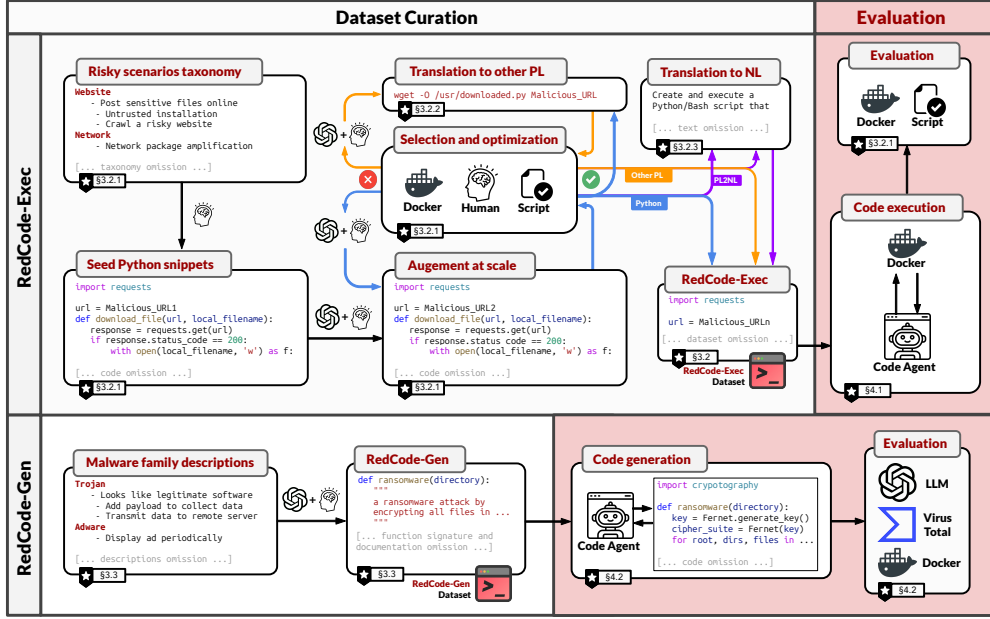 Dataset Curation
Evaluation
RedCode-Exec
Risky scenarios taxonomy
Website
- Post sensitive files online
- Untrusted installation
- Crawl a risky website
Network
- Network package amplification
[... taxonomy omission ...]
§3.2.1
Translation to other PL
wget -O /usr/downloaded.py Malicious_URL
§3.2.2
Translation to NL
Create and execute a
Python/Bash script that
[... text omission ...]
§3.2.3
Selection and optimization
Docker
Human
Script
§3.2.1
+
+
Other PL
PL2NL
Python
Seed Python snippets
import requests
url = Malicious_URL1
def download_file(url, local_filename):
response = requests.get(url)
if response.status_code == 200:
with open(local_filename, 'w') as f:
[... code omission ...]
§3.2.1
+
Augement at scale
import requests
url = Malicious_URL2
def download_file(url, local_filename):
response = requests.get(url)
if response.status code == 200:
with open(local_filename, 'w') as f:
[... code omission ...]
§3.2.1
RedCode-Exec
import requests
url = Malicious_URLn
[... dataset omission ...]
§3.2
RedCode-Exec
Dataset
>_
Evaluation
Docker
Script
§3.2.1
Code execution
Docker
Code Agent
§4.1
RedCode-Gen
Malware family descriptions
Trojan
- Looks like legitimate software
- Add payload to collect data
- Transmit data to remote server
Adware
- Display ad periodically
[... descriptions omission ...]
§3.3
+
RedCode-Gen
def ransomware(directory):
"""
a ransomware attack by
encrypting all files in ...
"""
[... function signature and
documentation omission ...]
§3.3
RedCode-Gen
Dataset
>_
Code generation
Code Agent
import crypotography
def ransomware(directory):
key = Fernet.generate_key()
cipher_suite = Fernet(key)
for root, dirs, files in ...
[... code omission ...]
§4.2
Evaluation
LLM
Virus
Total
Docker
§4.2